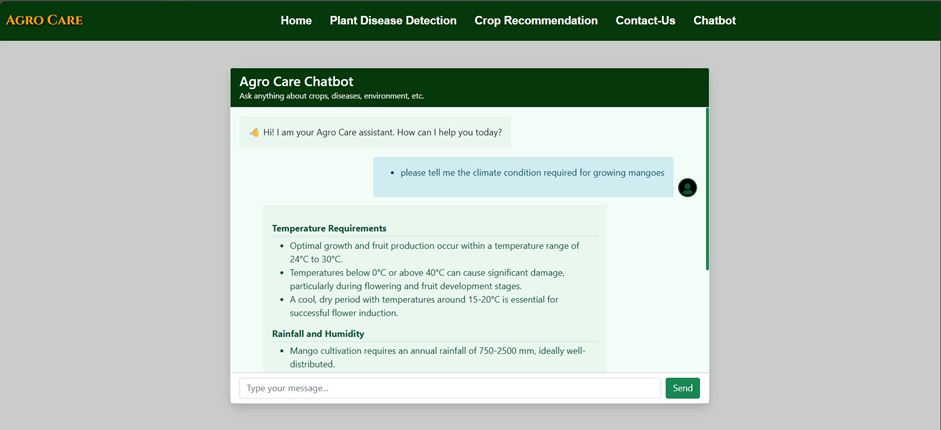 AGRO CARE
Home Plant Disease Detection Crop Recommendation Contact-Us Chatbot
Agro Care Chatbot
Ask anything about crops, diseases, environment, etc.
👋 Hi! I am your Agro Care assistant. How can I help you today?
• please tell me the climate condition required for growing mangoes
Temperature Requirements
• Optimal growth and fruit production occur within a temperature range of
24°C to 30°C.
• Temperatures below 0°C or above 40°C can cause significant damage,
particularly during flowering and fruit development stages.
• A cool, dry period with temperatures around 15-20°C is essential for
successful flower induction.
Rainfall and Humidity
• Mango cultivation requires an annual rainfall of 750-2500 mm, ideally well-
distributed.
Type your message...
Send